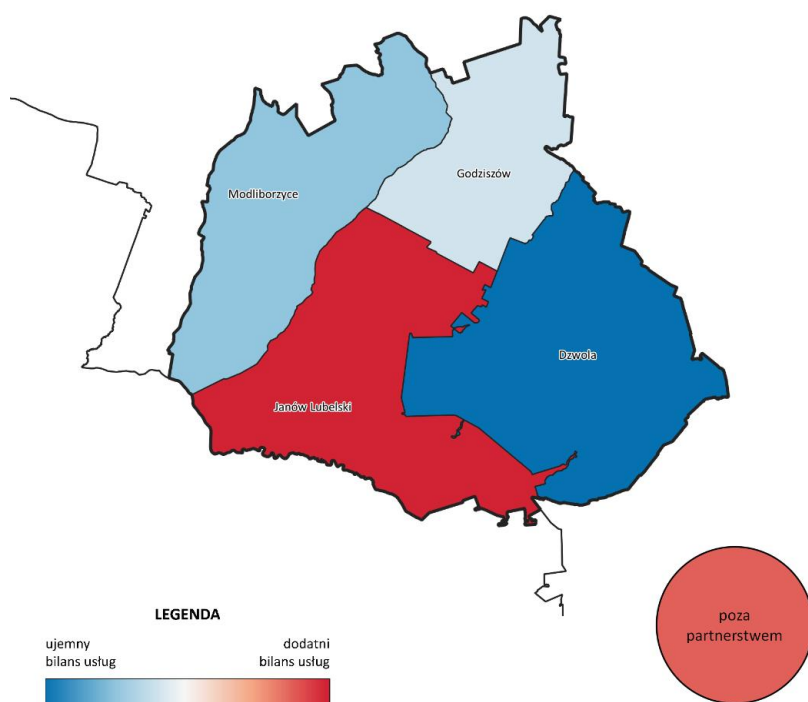 Godziszów
Modliborzyce
Dzwola
Janów Lubelski
LEGENDA
ujemny
bilans usług
dodatni
bilans usług
poza
partnerstwem